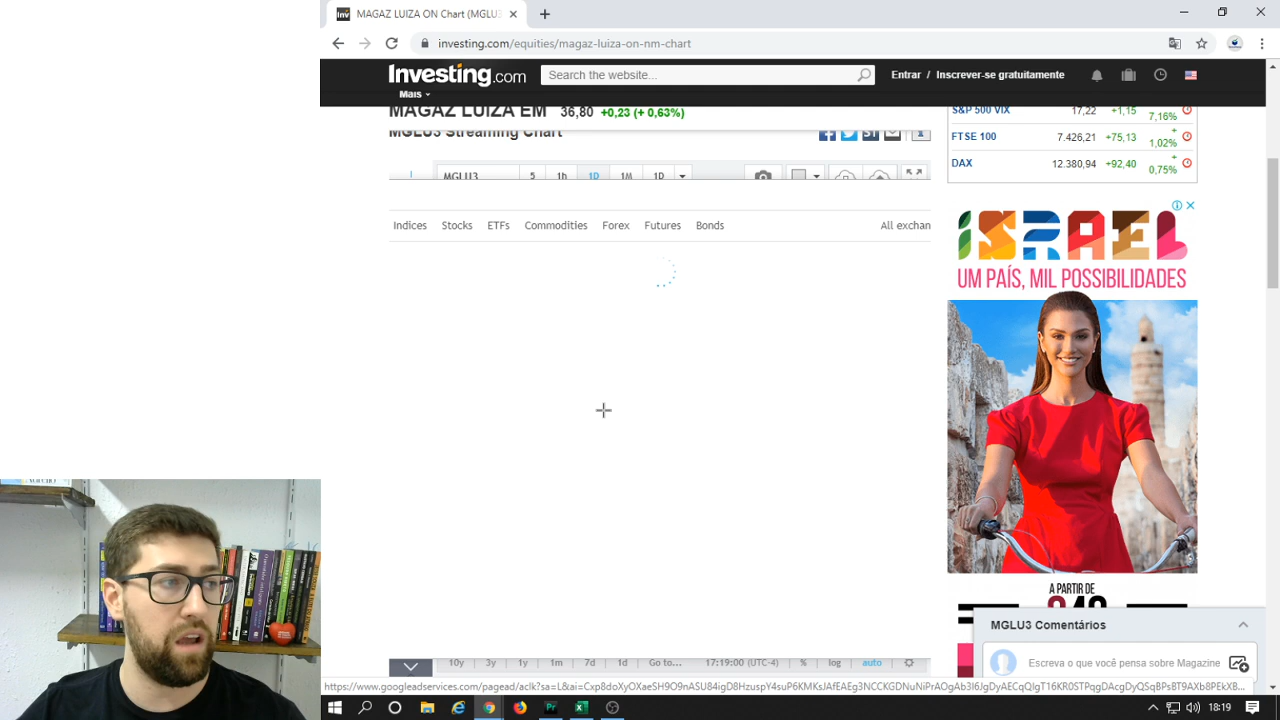 MAGAZ LUIZA ON Chart (MGLU3
investing.com/equities/magaz-luiza-on-nm-chart
Investing.com
Search the website...
Entrar / Inscrever-se gratuitamente
Mais
MAGAZ LUIZA EM 36,80 +0,23 (+ 0,63%)
MGLU3 Streaming Chart
MGLU3 5 1h 1D 1M 1D
S&P 500 VIX 17,22 +1,15 + 7,16%
FTSE 100 7.426,21 +75,13 + 1,02%
DAX 12.380,94 +92,40 + 0,75%
Indices Stocks ETFs Commodities Forex Futures Bonds All exchan
ISRAEL
UM PAÍS, MIL POSSIBILIDADES
A PARTIR DE
MGLU3 Comentários
Escreva o que você pensa sobre Magazine
10y 3y 1y 1m 7d 1d Go to... 17:19:00 (UTC-4) % log auto
18:19